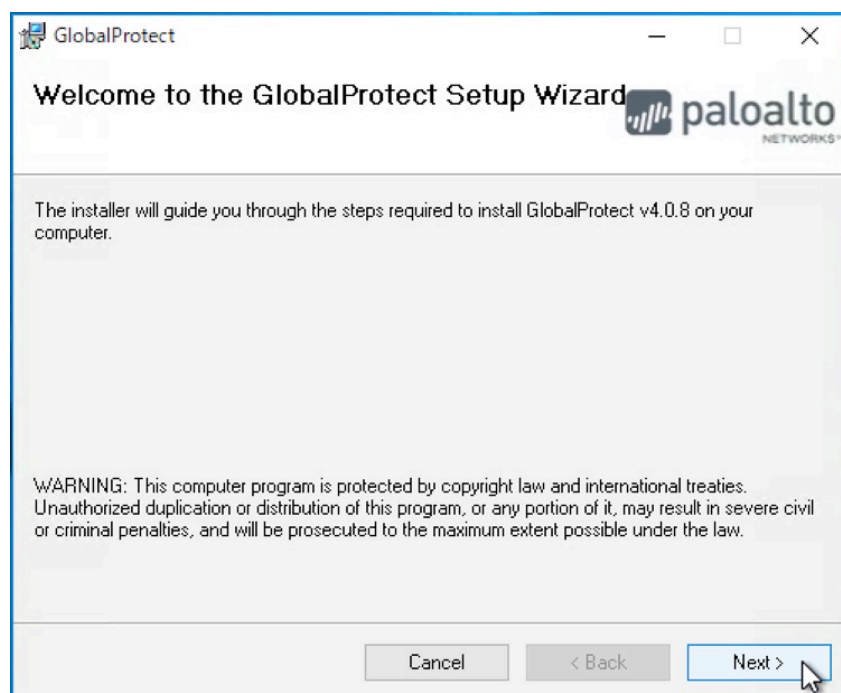 GlobalProtect
Welcome to the GlobalProtect Setup Wizard
paloalto
NETWORKS
The installer will guide you through the steps required to install GlobalProtect v4.0.8 on your
computer.
WARNING: This computer program is protected by copyright law and international treaties.
Unauthorized duplication or distribution of this program, or any portion of it, may result in severe civil
or criminal penalties, and will be prosecuted to the maximum extent possible under the law.
Cancel
< Back
Next >